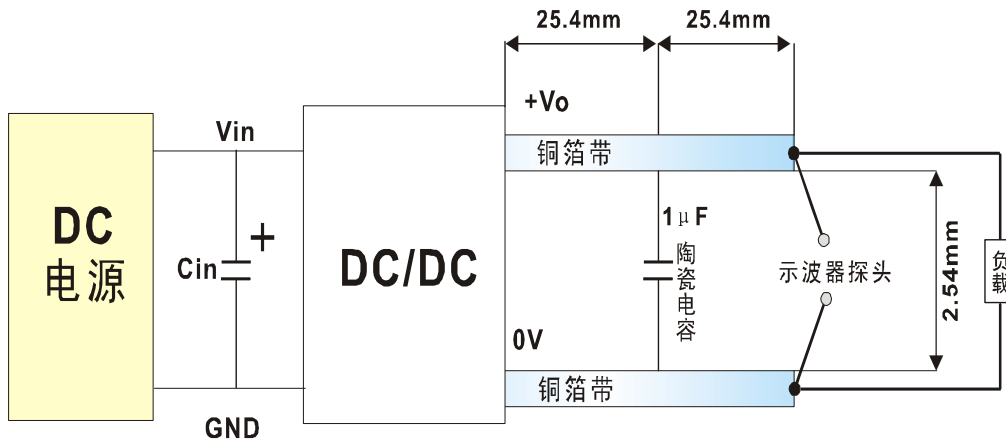 25.4mm
25.4mm
+Vo
Vin
铜箔带
DC
电源
Cin
+
DC/DC
1μF
陶瓷电容
示波器探头
2.54mm
负载
0V
铜箔带
GND